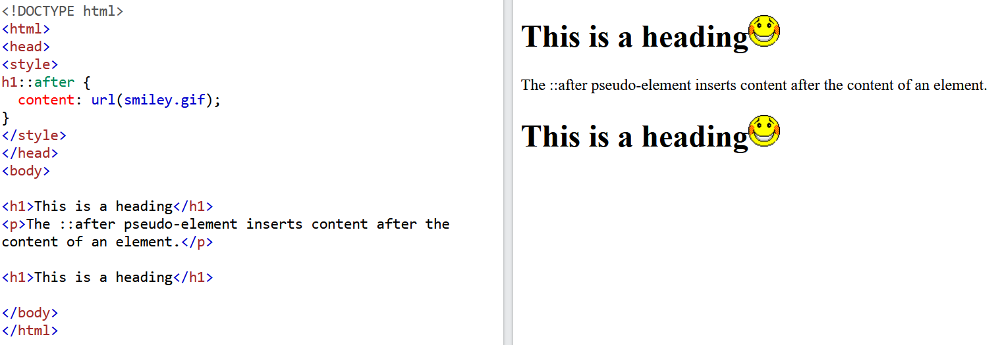 <!DOCTYPE html>
<html>
<head>
<style>
h1::after {
  content: url(smiley.gif);
}
</style>
</head>
<body>

<h1>This is a heading</h1>
<p>The ::after pseudo-element inserts content after the
content of an element.</p>

<h1>This is a heading</h1>

</body>
</html>
This is a heading
The ::after pseudo-element inserts content after the content of an element.
This is a heading